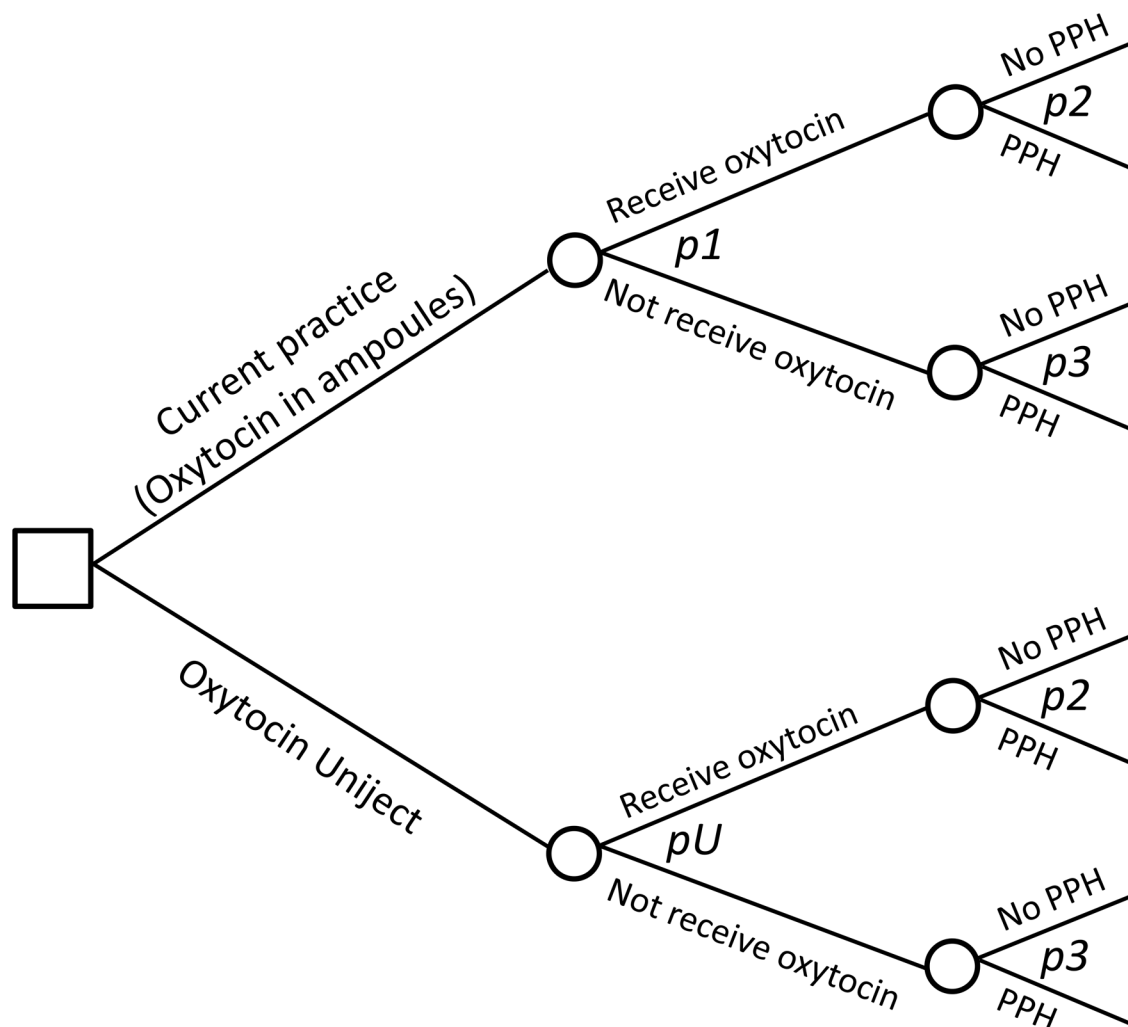 No PPH
p2
PPH
Receive oxytocin
p1
Not receive oxytocin
No PPH
p3
PPH
Current practice
(Oxytocin in ampoules)
Oxytocin Uniject
No PPH
p2
PPH
Receive oxytocin
pU
Not receive oxytocin
No PPH
p3
PPH